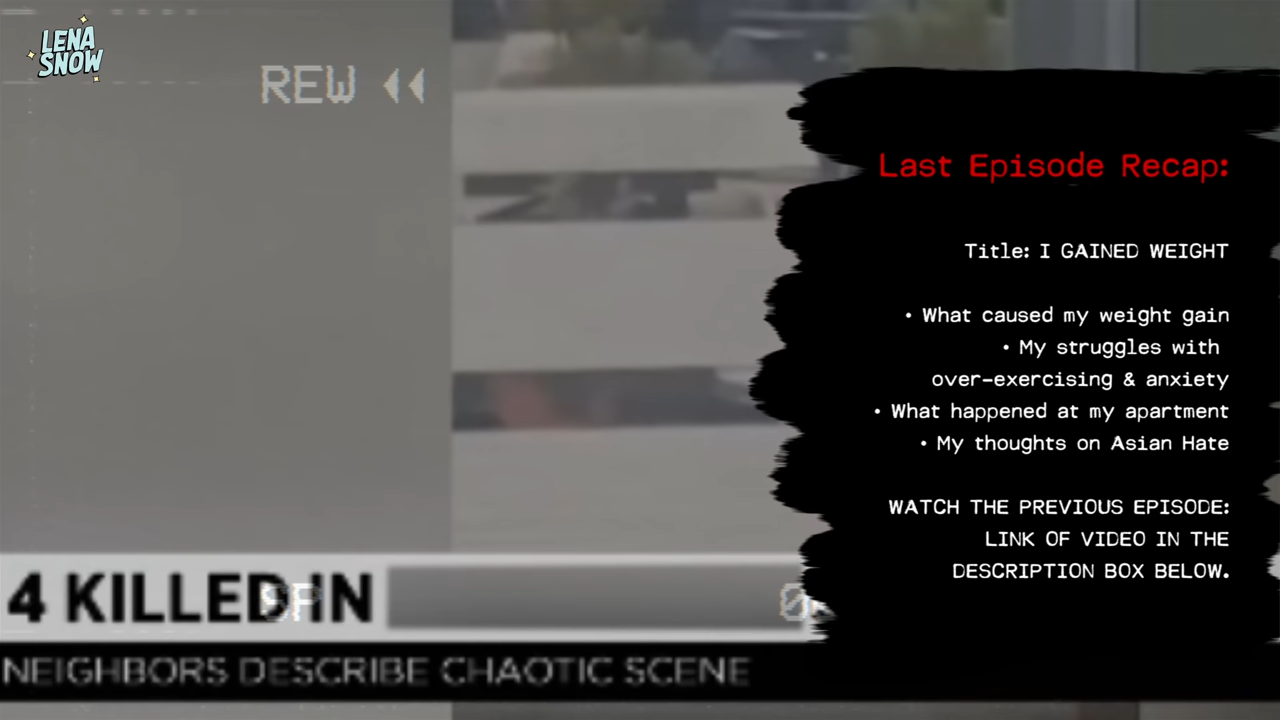 LENA
SNOW
REW
Last Episode Recap:
Title: I GAINED WEIGHT
• What caused my weight gain
• My struggles with
over-exercising & anxiety
• What happened at my apartment
• My thoughts on Asian Hate
WATCH THE PREVIOUS EPISODE:
LINK OF VIDEO IN THE
DESCRIPTION BOX BELOW.
4 KILLED IN
SP
NEIGHBORS DESCRIBE CHAOTIC SCENE